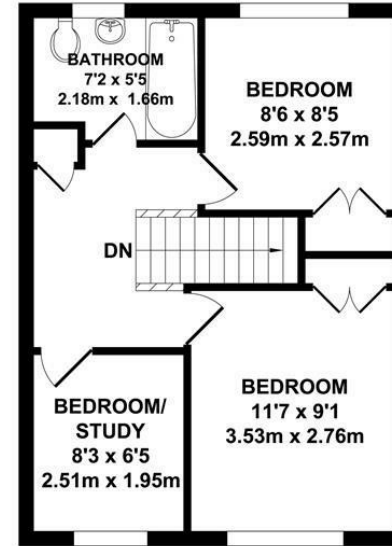 BATHROOM
7'2 x 5'5
2.18m x 1.66m
BEDROOM
8'6 x 8'5
2.59m x 2.57m
DN
BEDROOM/
STUDY
8'3 x 6'5
2.51m x 1.95m
BEDROOM
11'7 x 9'1
3.53m x 2.76m